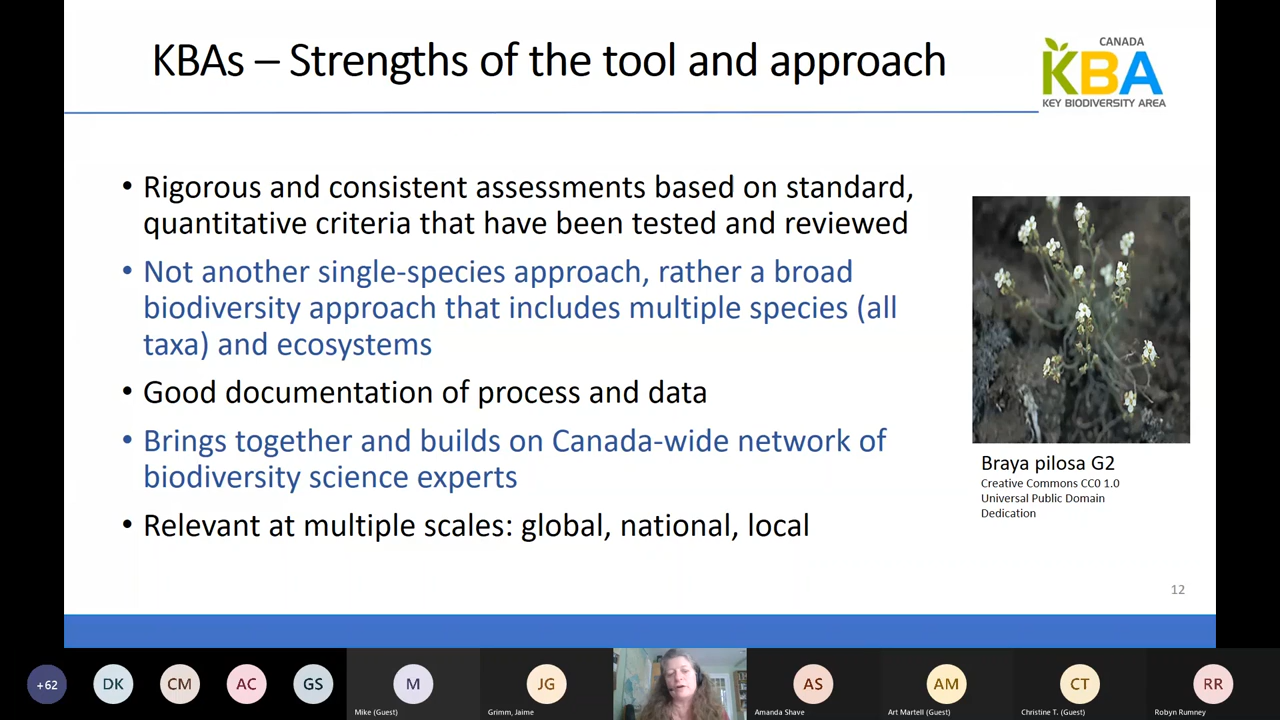 KBAs – Strengths of the tool and approach
CANADA
KBA
KEY BIODIVERSITY AREA
• Rigorous and consistent assessments based on standard,
quantitative criteria that have been tested and reviewed
• Not another single-species approach, rather a broad
biodiversity approach that includes multiple species (all
taxa) and ecosystems
• Good documentation of process and data
• Brings together and builds on Canada-wide network of
biodiversity science experts
• Relevant at multiple scales: global, national, local
Braya pilosa G2
Creative Commons CC0 1.0
Universal Public Domain
Dedication
12
+62
DK
CM
AC
GS
M
Mike (Guest)
JG
Grimm, Jaime
AS
Amanda Shave
AM
Art Martell (Guest)
CT
Christine T. (Guest)
RR
Robyn Rumney